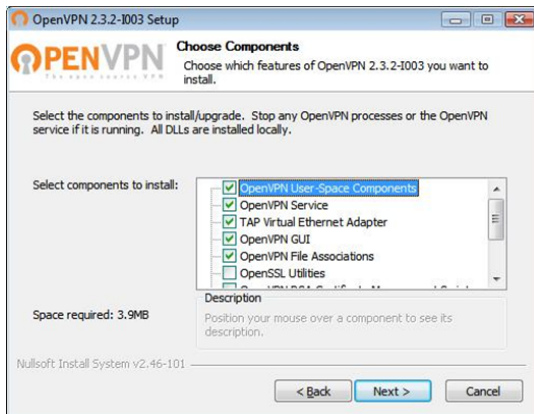 OpenVPN 2.3.2-I003 Setup
OPENVPN
The open source VPN
Choose Components
Choose which features of OpenVPN 2.3.2-I003 you want to
install.
Select the components to install/upgrade. Stop any OpenVPN processes or the OpenVPN
service if it is running. All DLLs are installed locally.
Select components to install:
OpenVPN User-Space Components
OpenVPN Service
TAP Virtual Ethernet Adapter
OpenVPN GUI
OpenVPN File Associations
OpenSSL Utilities
Space required: 3.9MB
Description
Position your mouse over a component to see its
description.
Nullsoft Install System v2.46-101
< Back
Next >
Cancel